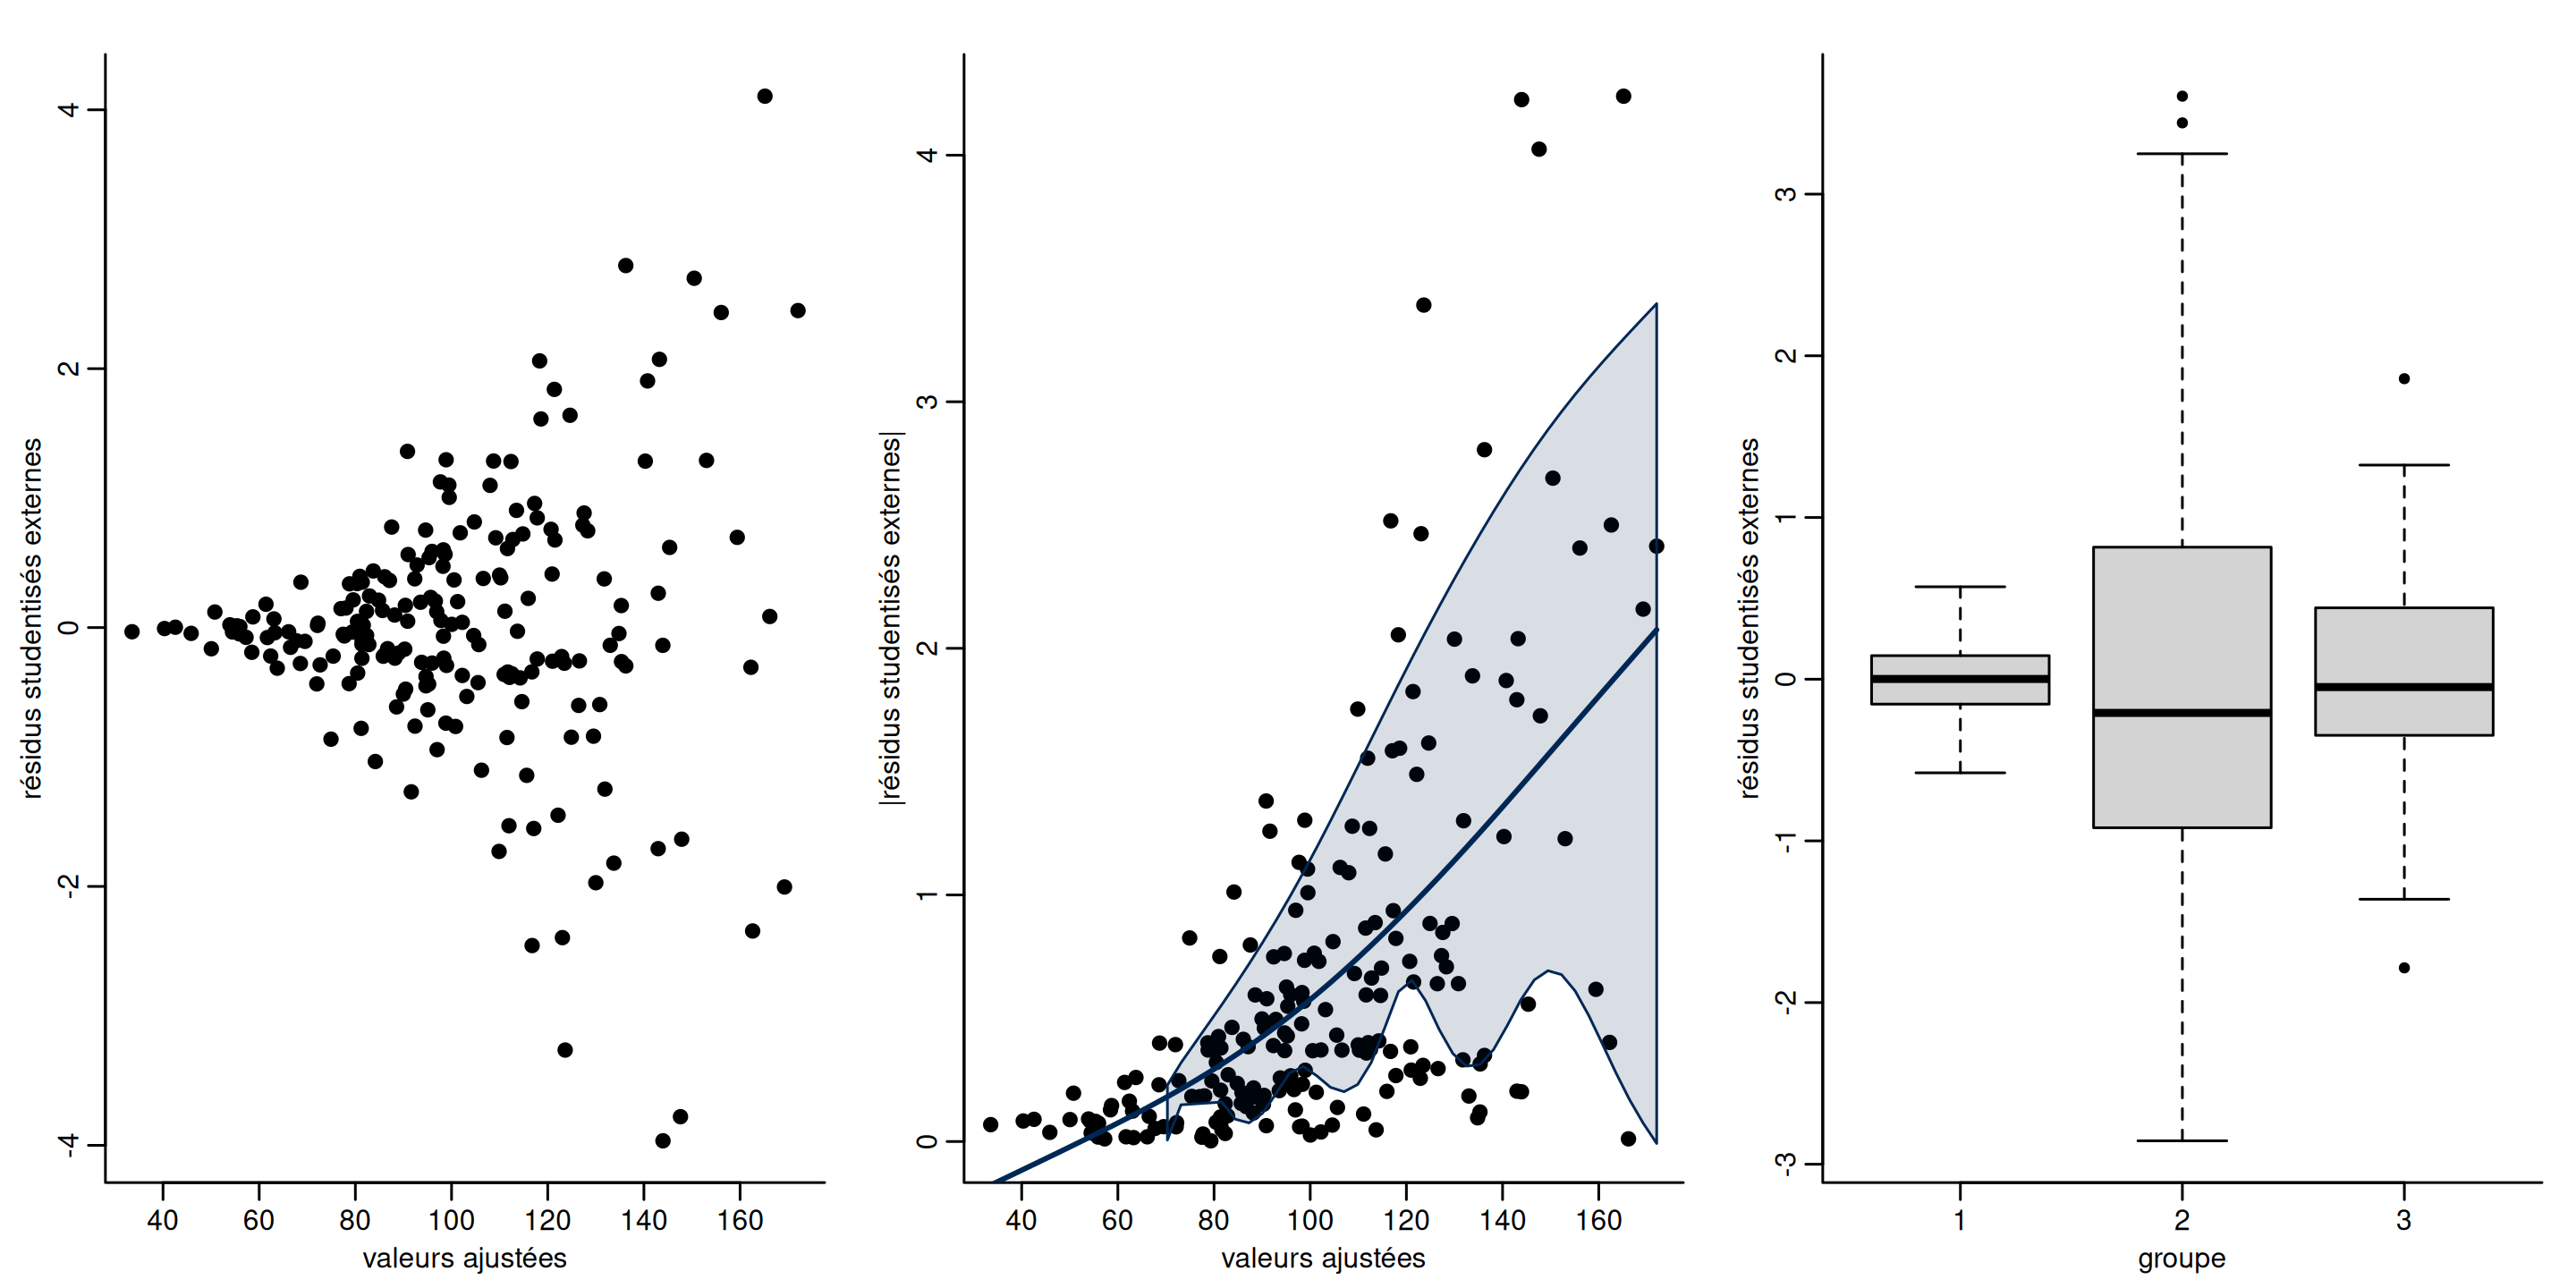 4
2
0
-2
-4
résidus studentisés externes
40 60 80 100 120 140 160
valeurs ajustées
4
3
2
1
0
|résidus studentisés externes|
40 60 80 100 120 140 160
valeurs ajustées
3
2
1
0
-1
-2
-3
résidus studentisés externes
1 2 3
groupe